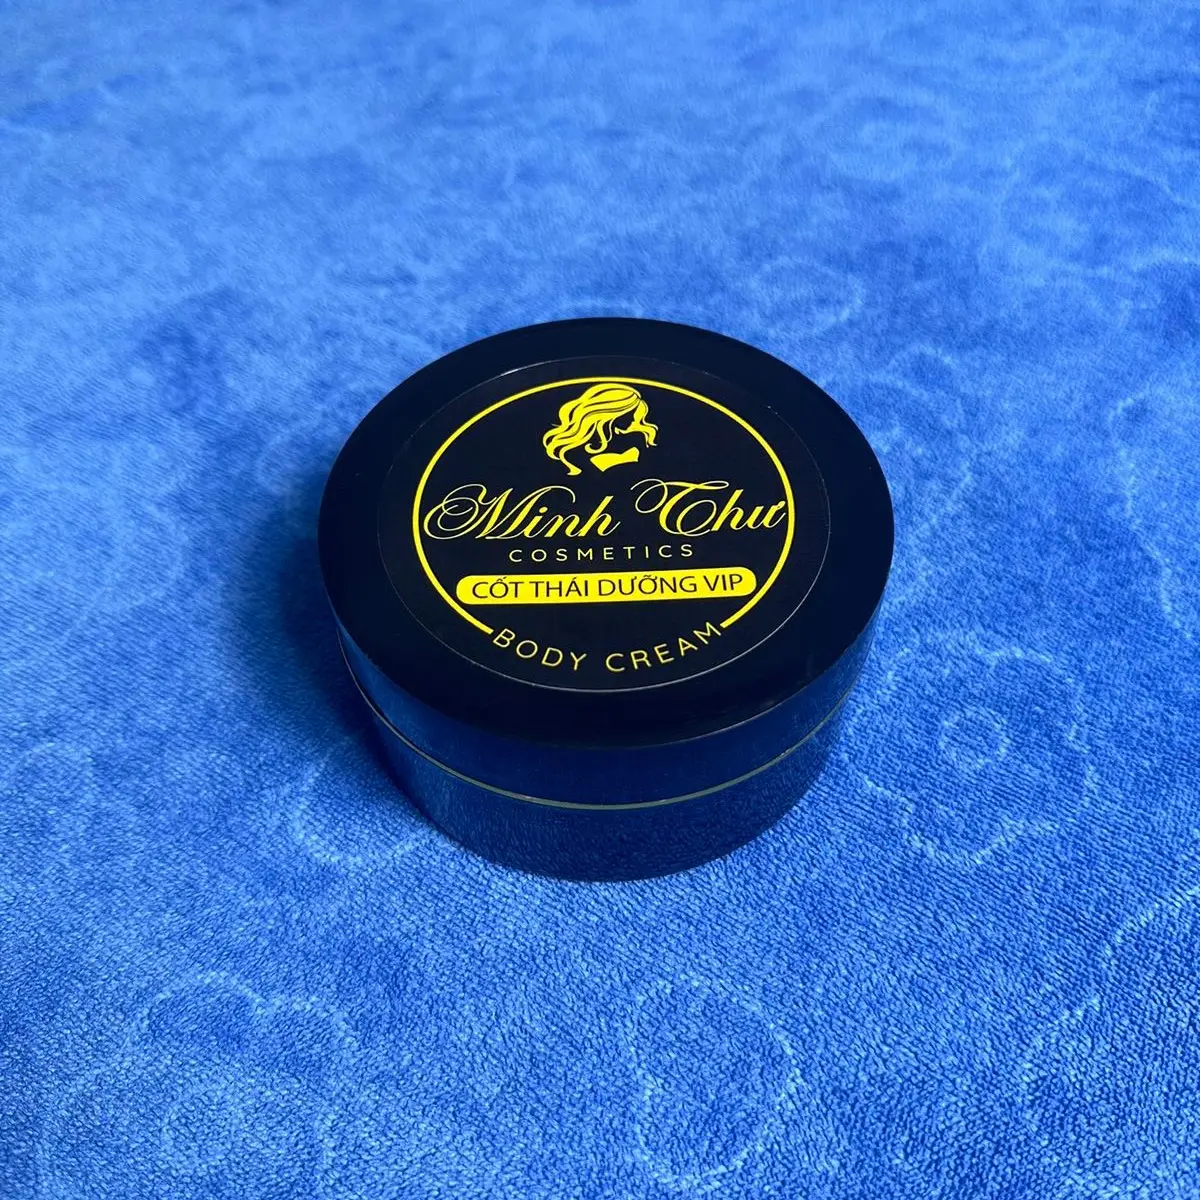 Minh Thư
COSMETICS
CỐT THÁI DƯỠNG VIP
BODY CREAM